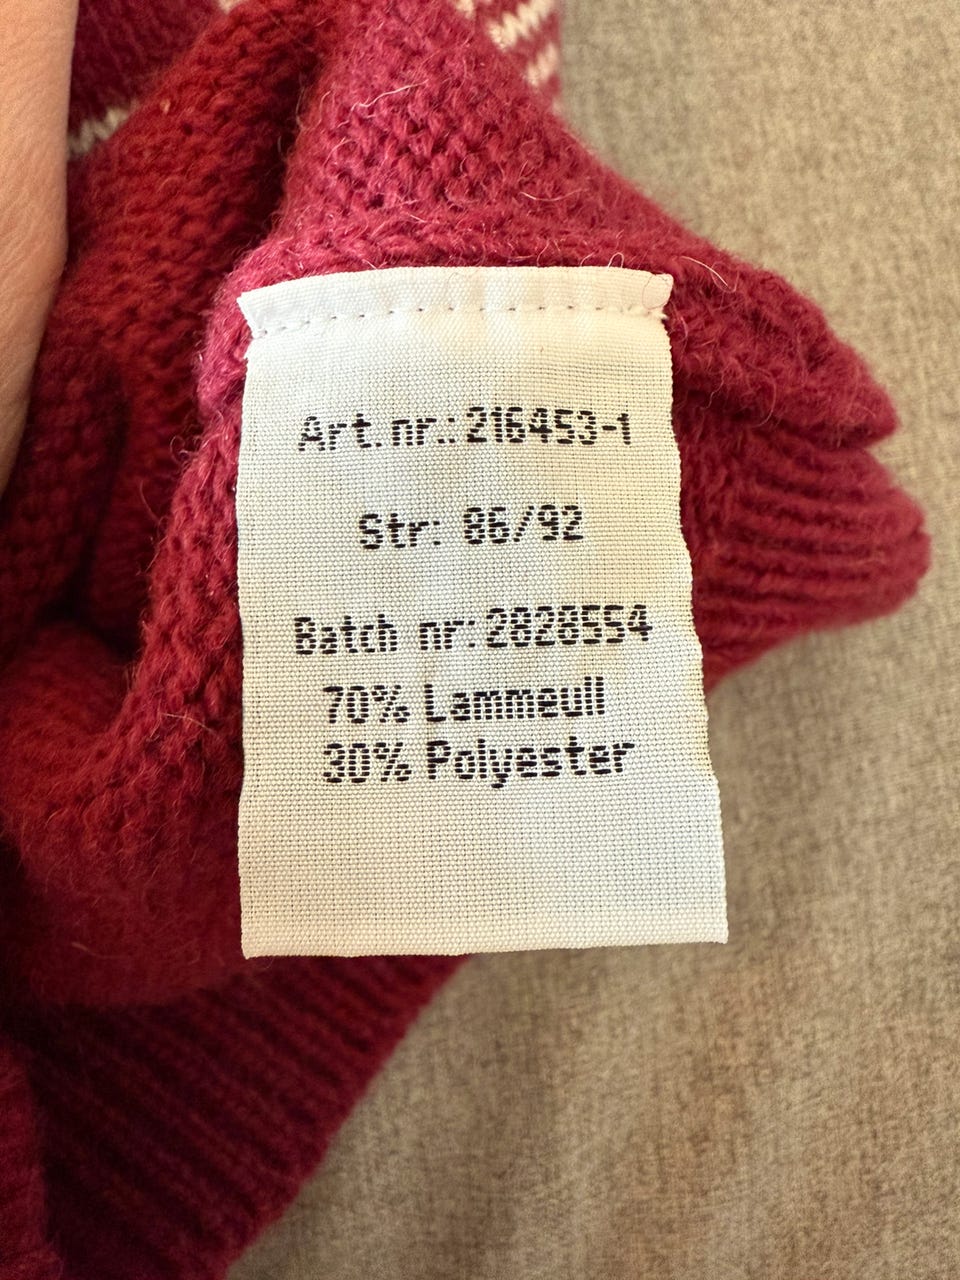 Art.nr.:216453-1
Str: 86/92
Batch nr:2828554
70% Lammeull
30% Polyester